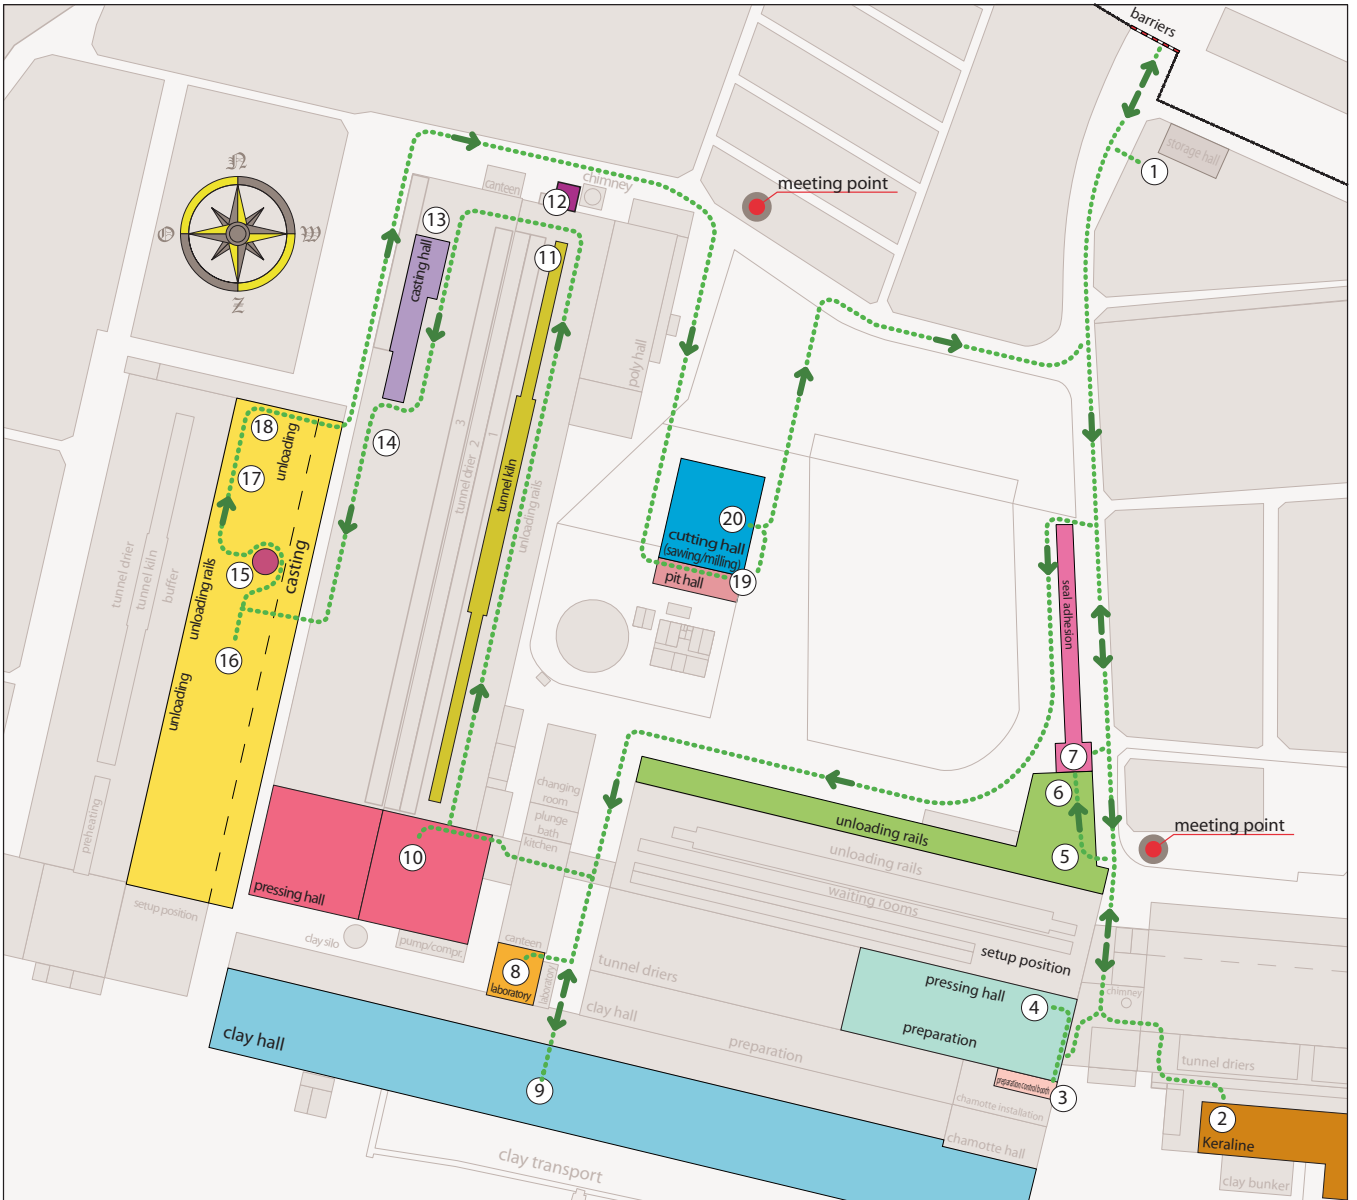 barriers
storage hall
1
meeting point
N
O
W
Z
canteen
chimney
12
13
casting hall
11
poly hall
3
tunnel drier 2
1
tunnel kiln
unloading rails
14
18
unloading
17
casting
15
unloading rails
16
unloading
tunnel drier
tunnel kiln
buffer
preheating
setup position
20
cutting hall
(sawing/milling)
pit hall
19
seal adhesion
7
6
5
meeting point
unloading rails
unloading rails
waiting rooms
changing
room
plunge
bath
kitchen
10
pressing hall
clay silo
pump/compr.
canteen
8
laboratory
laboratory
setup position
tunnel driers
pressing hall
4
clay hall
preparation
preparation
preparation control booth
3
chimney
tunnel driers
chamotte installation
chamotte hall
2
Keraline
clay bunker
clay hall
9
clay transport